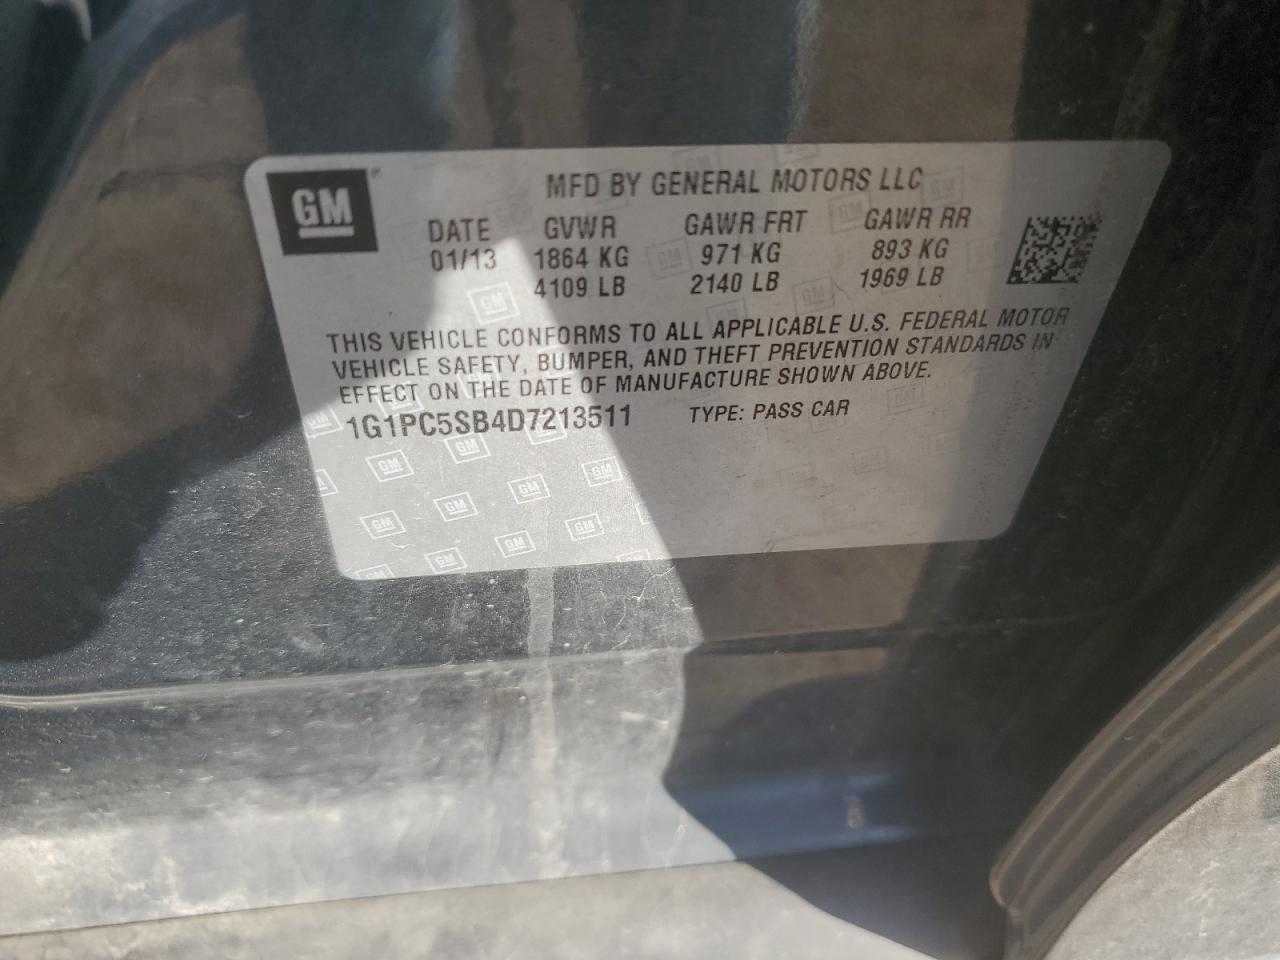 GM
MFD BY GENERAL MOTORS LLC
DATE GVWR GAWR FRT GAWR RR
01/13 1864 KG 971 KG 893 KG
4109 LB 2140 LB 1969 LB
THIS VEHICLE CONFORMS TO ALL APPLICABLE U.S. FEDERAL MOTOR
VEHICLE SAFETY, BUMPER, AND THEFT PREVENTION STANDARDS IN
EFFECT ON THE DATE OF MANUFACTURE SHOWN ABOVE.
1G1PC5SB4D7213511 TYPE: PASS CAR